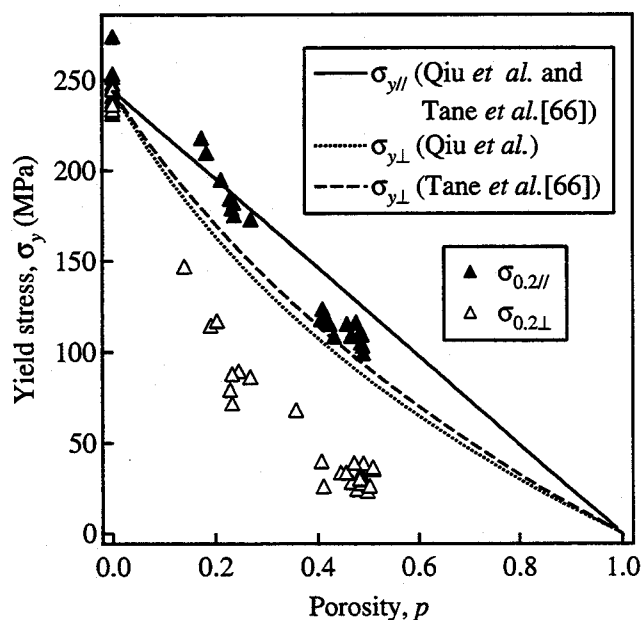 σy// (Qiu et al. and
Tane et al.[66])
σy⊥ (Qiu et al.)
σy⊥ (Tane et al.[66])
σ0.2//
σ0.2⊥
Yield stress, σy (MPa)
250
200
150
100
50
0
0.0 0.2 0.4 0.6 0.8 1.0
Porosity, p